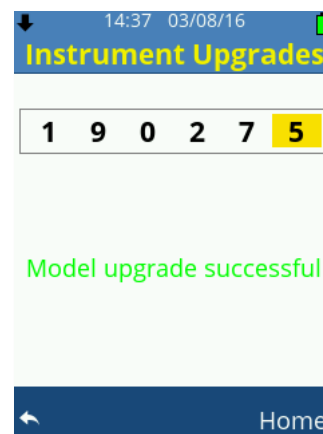 14:37 03/08/16
Instrument Upgrades
1 9 0 2 7 5
Model upgrade successful
Home